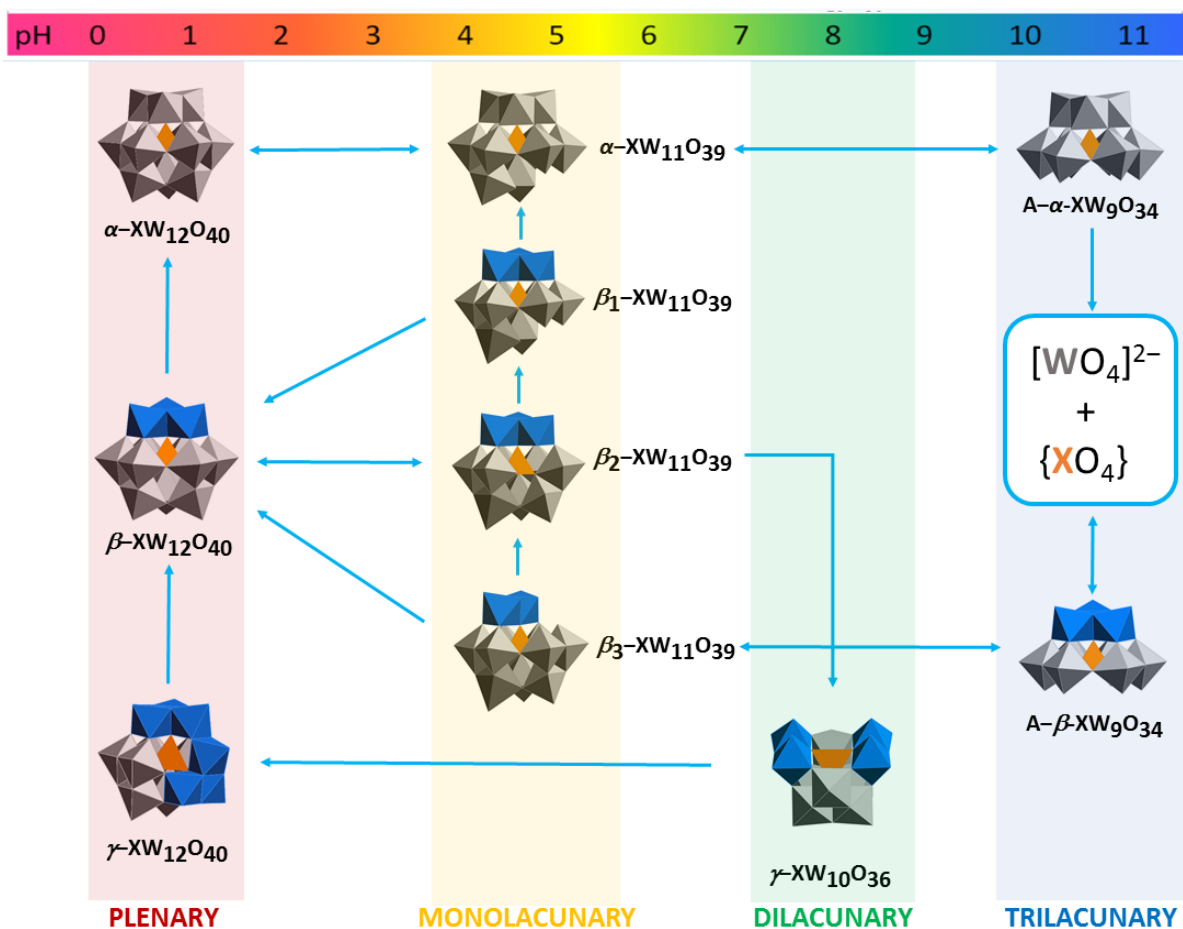 pH 0 1 2 3 4 5 6 7 8 9 10 11
α–XW₁₂O₄₀
α–XW₁₁O₃₉
A–α-XW₉O₃₄
β₁–XW₁₁O₃₉
[WO₄]²⁻
+
{XO₄}
β–XW₁₂O₄₀
β₂–XW₁₁O₃₉
β₃–XW₁₁O₃₉
A–β-XW₉O₃₄
γ–XW₁₂O₄₀
γ–XW₁₀O₃₆
PLENARY
MONOLACUNARY
DILACUNARY
TRILACUNARY